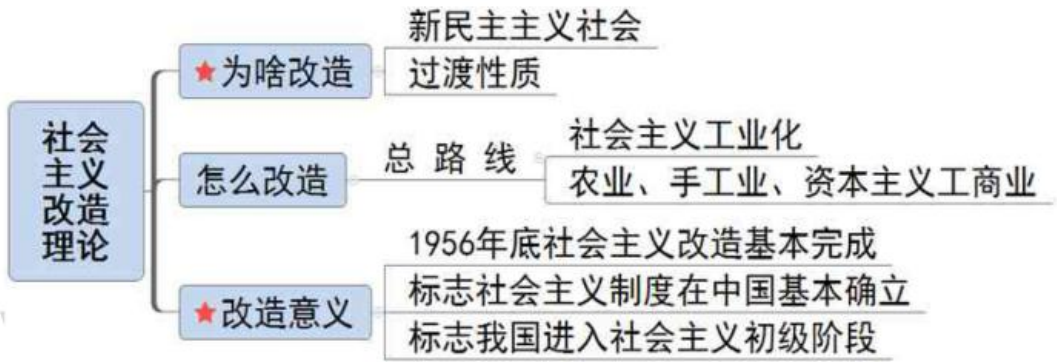 社会
主义
改造
理论
为啥改造
新民主主义社会
过渡性质
怎么改造
总路线
社会主义工业化
农业、手工业、资本主义工商业
改造意义
1956年底社会主义改造基本完成
标志社会主义制度在中国基本确立
标志我国进入社会主义初级阶段